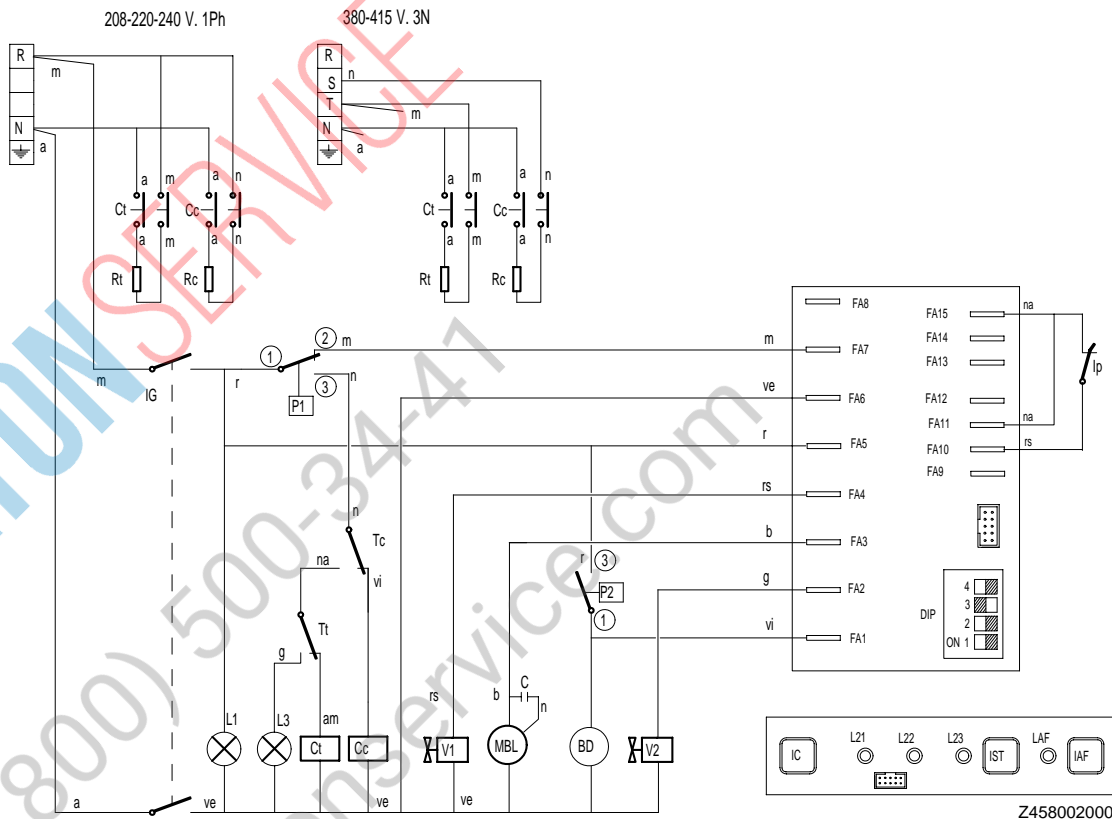 208-220-240 V. 1Ph
380-415 V. 3N
R
N
m
a
a
m
a
n
Ct
Cc
a
m
a
n
Rt
Rc
R
S
T
N
n
m
a
a
m
a
n
Ct
Cc
a
m
a
n
Rt
Rc
m
IG
r
1
2
m
3
n
P1
m
ve
r
rs
b
g
vi
FA8
FA7
FA6
FA5
FA4
FA3
FA2
FA1
FA15
FA14
FA13
FA12
FA11
FA10
FA9
na
na
rs
Ip
DIP
4
3
2
ON 1
n
Tc
na
vi
Tt
g
am
r
3
P2
1
L1
L3
Ct
Cc
rs
V1
b
C
n
MBL
BD
V2
a
ve
ve
ve
IC
L21
L22
L23
IST
LAF
IAF
Z458002000
ONSERVICE
800) 500-34-41
onservice.com